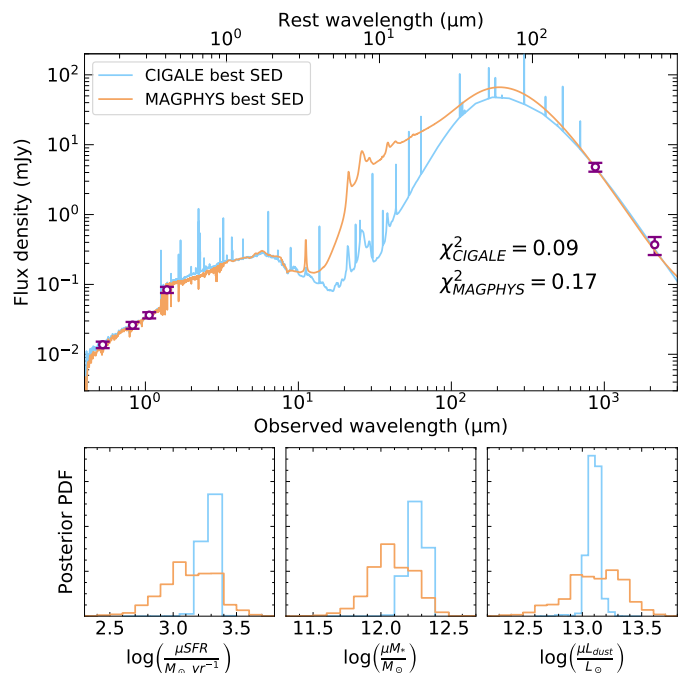 Rest wavelength (µm)
10⁰ 10¹ 10²
CIGALE best SED
MAGPHYS best SED
10² 10¹ 10⁰ 10⁻¹ 10⁻²
Flux density (mJy)
χ²_CIGALE = 0.09
χ²_MAGPHYS = 0.17
10⁰ 10¹ 10² 10³
Observed wavelength (µm)
Posterior PDF
2.5 3.0 3.5
11.5 12.0 12.5
12.5 13.0 13.5
log(μSFR/M⊙ yr⁻¹)
log(μM*/M⊙)
log(μL_dust/L⊙)